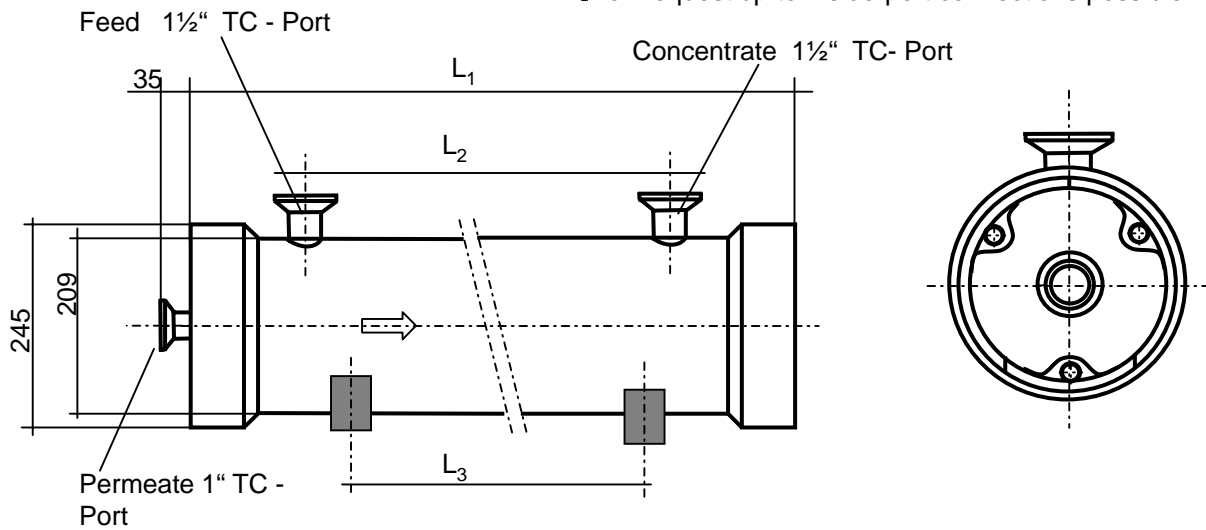 Feed 1½“ TC - Port
Concentrate 1½“ TC- Port
35
L₁
L₂
209
245
L₃
Permeate 1“ TC -
Port